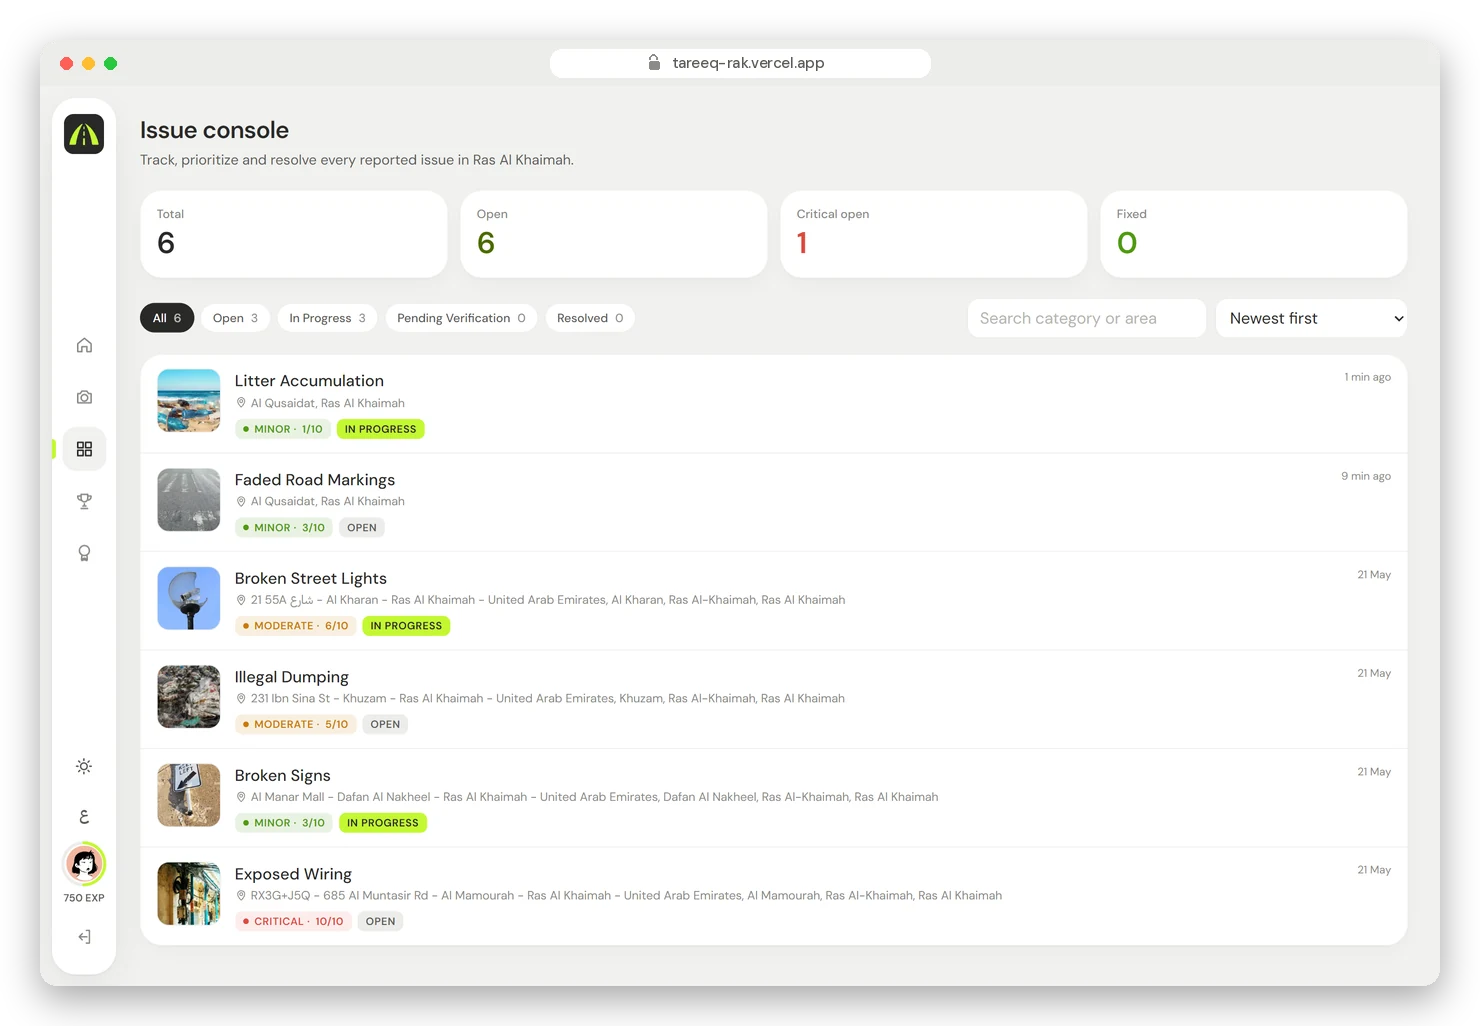 tareeq-rak.vercel.app
Issue console
Track, prioritize and resolve every reported issue in Ras Al Khaimah.
Total
6
Open
6
Critical open
1
Fixed
0
All 6
Open 3
In Progress 3
Pending Verification 0
Resolved 0
Search category or area
Newest first
Litter Accumulation
1 min ago
Al Qusaidat, Ras Al Khaimah
MINOR · 1/10 IN PROGRESS
Faded Road Markings
9 min ago
Al Qusaidat, Ras Al Khaimah
MINOR · 3/10 OPEN
Broken Street Lights
21 May
21 55A شارع - Al Kharan - Ras Al Khaimah - United Arab Emirates, Al Kharan, Ras Al-Khaimah, Ras Al Khaimah
MODERATE · 6/10 IN PROGRESS
Illegal Dumping
21 May
231 Ibn Sina St - Khuzam - Ras Al Khaimah - United Arab Emirates, Khuzam, Ras Al-Khaimah, Ras Al Khaimah
MODERATE · 5/10 OPEN
LEFT
Broken Signs
21 May
Al Manar Mall - Dafan Al Nakheel - Ras Al Khaimah - United Arab Emirates, Dafan Al Nakheel, Ras Al-Khaimah, Ras Al Khaimah
MINOR · 3/10 IN PROGRESS
Exposed Wiring
21 May
RX3G+J5Q - 685 Al Muntasir Rd - Al Mamourah - Ras Al Khaimah - United Arab Emirates, Al Mamourah, Ras Al-Khaimah, Ras Al Khaimah
CRITICAL · 10/10 OPEN
ع
750 EXP